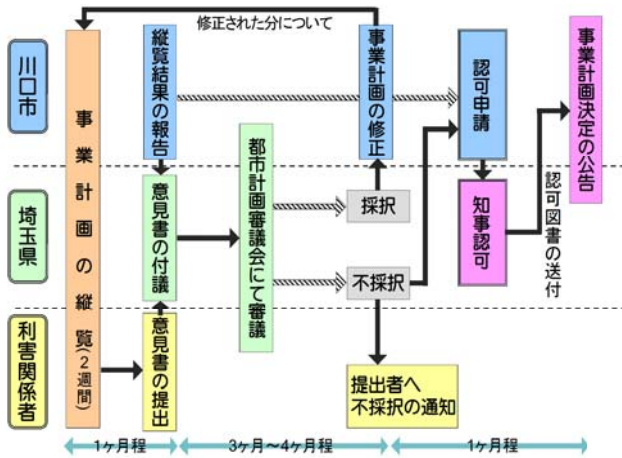 修正された分について
川口市
埼玉県
利害関係者
事業計画の縦覧(2週間)
縦覧結果の報告
意見書の付議
意見書の提出
都市計画審議会にて審議
事業計画の修正
採択
不採択
提出者へ
不採択の通知
認可申請
知事認可
認可図書の送付
事業計画決定の公告
1ヶ月程
3ヶ月～4ヶ月程
1ヶ月程